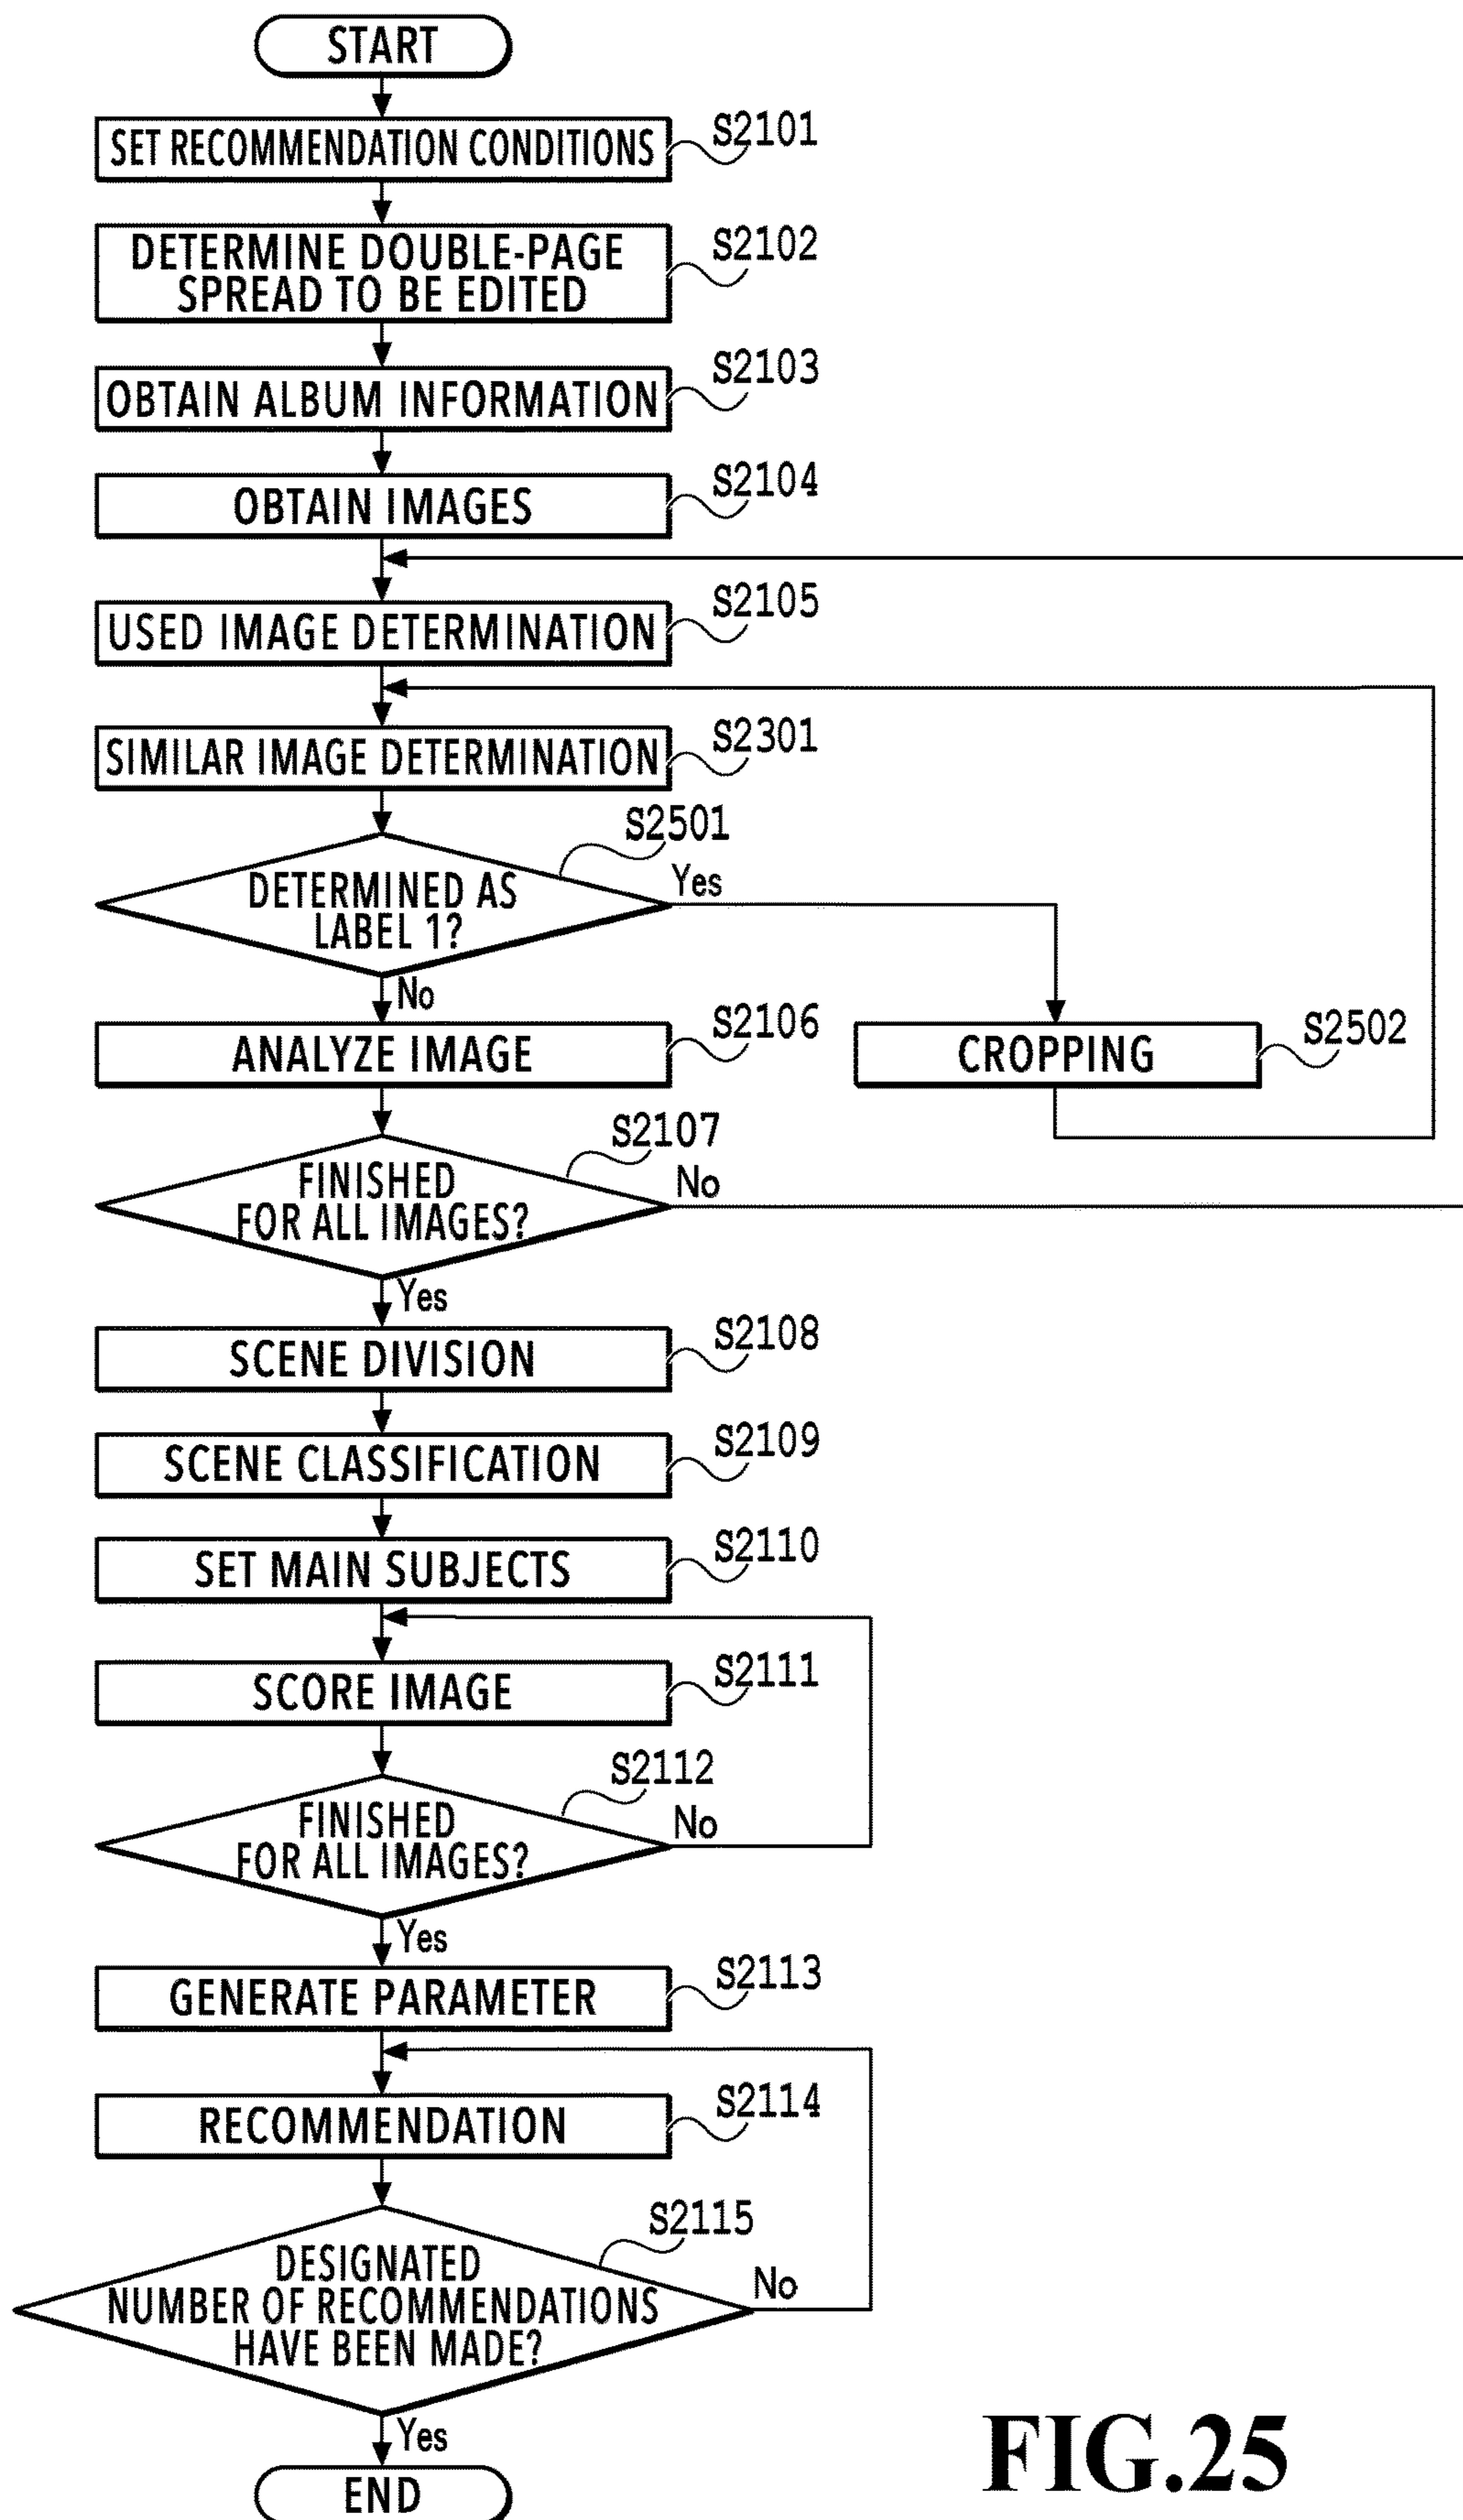 START
SET RECOMMENDATION CONDITIONS
S2101
DETERMINE DOUBLE-PAGE
SPREAD TO BE EDITED
S2102
OBTAIN ALBUM INFORMATION
S2103
OBTAIN IMAGES
S2104
USED IMAGE DETERMINATION
S2105
SIMILAR IMAGE DETERMINATION
S2301
S2501
DETERMINED AS
LABEL 1?
Yes
No
ANALYZE IMAGE
S2106
CROPPING
S2502
S2107
FINISHED
FOR ALL IMAGES?
No
Yes
SCENE DIVISION
S2108
SCENE CLASSIFICATION
S2109
SET MAIN SUBJECTS
S2110
SCORE IMAGE
S2111
S2112
FINISHED
FOR ALL IMAGES?
No
Yes
GENERATE PARAMETER
S2113
RECOMMENDATION
S2114
S2115
DESIGNATED
NUMBER OF RECOMMENDATIONS
HAVE BEEN MADE?
No
Yes
END
FIG.25